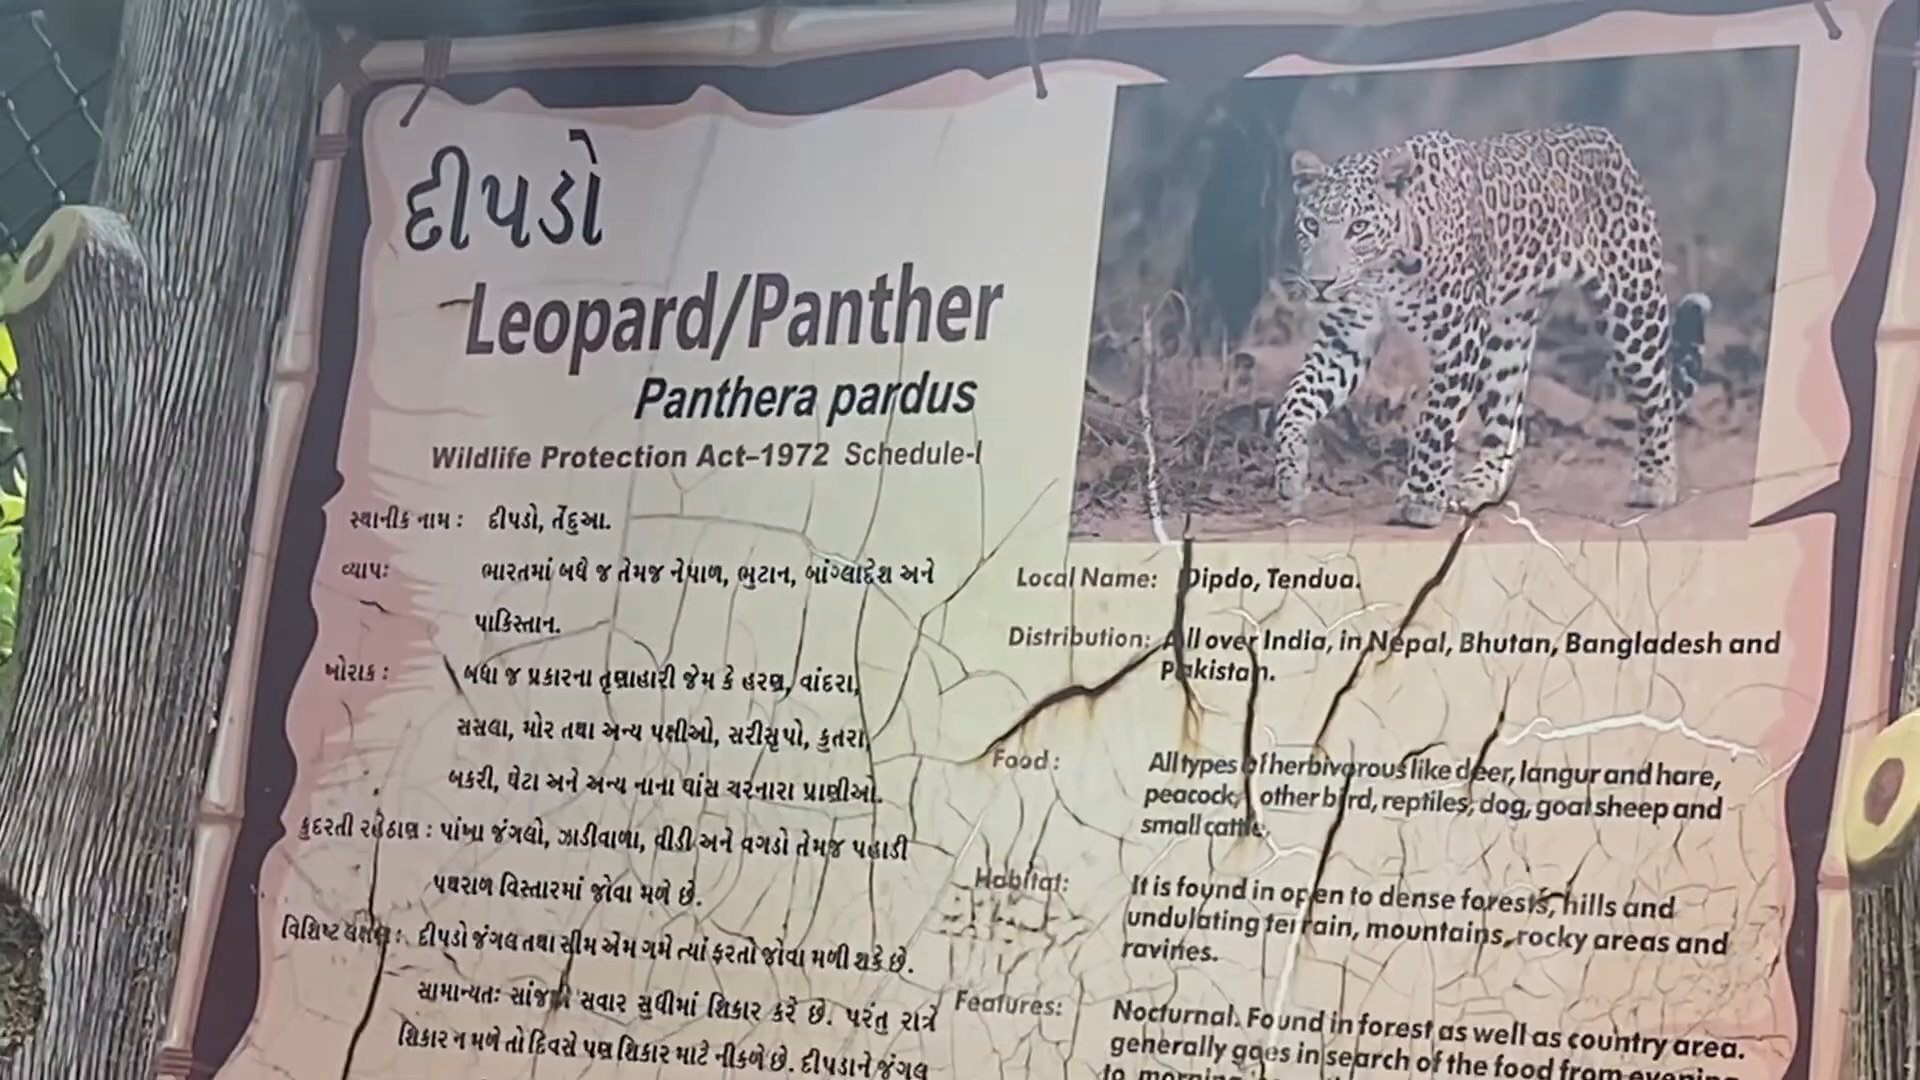 દીપડો
Leopard/Panther
Panthera pardus
Wildlife Protection Act-1972 Schedule-I
સ્થાનીક નામ : દીપડો, તેંદુઆ.
વ્યાપ: ભારતમાં બધે જ તેમજ નેપાળ, ભુટાન, બાંગ્લાદેશ અને
પાકિસ્તાન.
ખોરાક : બધા જ પ્રકારના તૃણાહારી જેમ કે હરણ, વાંદરા,
સસલા, મોર તથા અન્ય પક્ષીઓ, સરીસૃપો, કુતરા,
બકરી, ઘેટા અને અન્ય નાના ઘાંસ ચરનારા પ્રાણીઓ.
કુદરતી રહેઠાણ : પાંખા જંગલો, ઝાડીવાળા, વીડી અને વગડો તેમજ પહાડી
પથરાળ વિસ્તારમાં જોવા મળે છે.
વિશિષ્ટ લક્ષણ : દીપડો જંગલ તથા સીમ એમ ગમે ત્યાં ફરતો જોવા મળી શકે છે.
સામાન્યતઃ સાંજથી સવાર સુધીમાં શિકાર કરે છે. પરંતુ રાત્રે
શિકાર ન મળે તો દિવસે પણ શિકાર માટે નીકળે છે. દીપડાને જંગલ
Local Name: Dipdo, Tendua.
Distribution: All over India, in Nepal, Bhutan, Bangladesh and
Pakistan.
Food : All types of herbivorous like deer, langur and hare,
peacock, other bird, reptiles, dog, goat sheep and
small cattle.
Habitat: It is found in open to dense forests, hills and
undulating terrain, mountains, rocky areas and
ravines.
Features: Nocturnal. Found in forest as well as country area.
generally goes in search of the food from evening
to morning